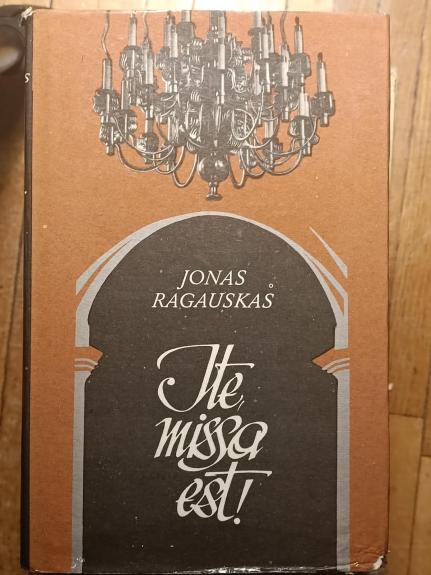 JONAS
RAGAUSKAS
Ite,
missa
est!